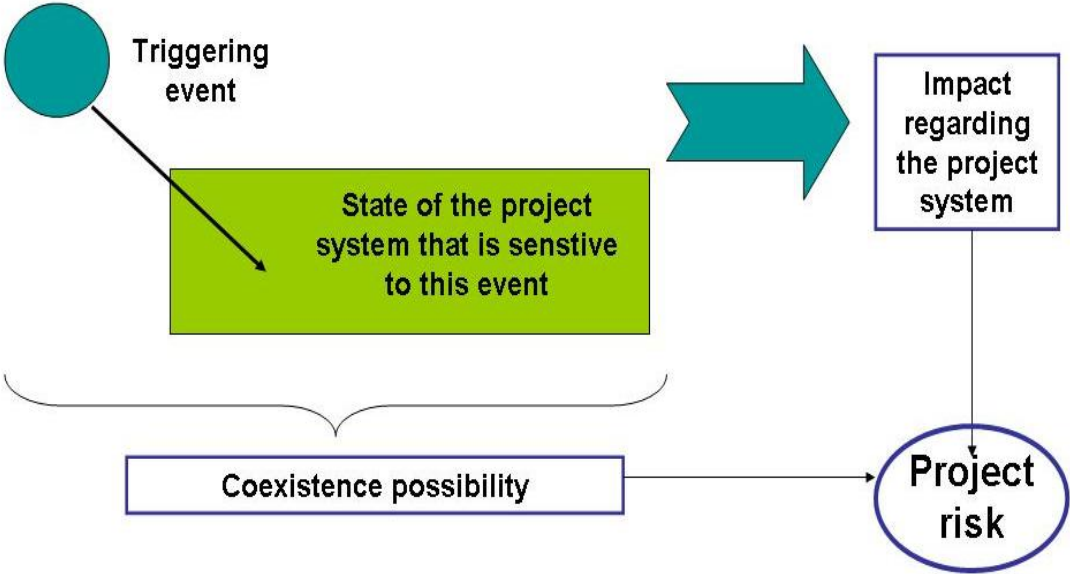 Triggering
event
State of the project
system that is senstive
to this event
Impact
regarding
the project
system
Coexistence possibility
Project
risk